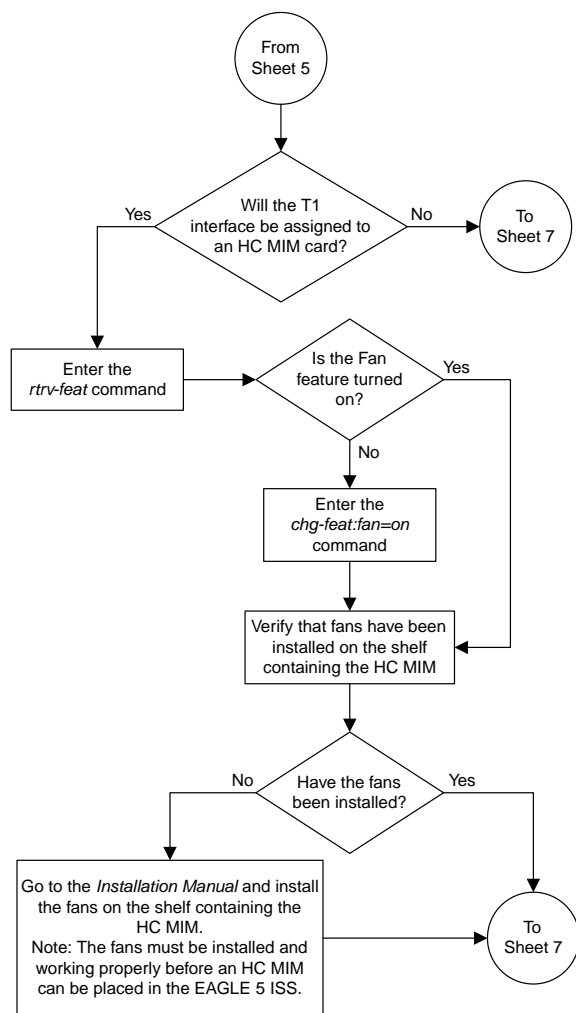 From
Sheet 5
Will the T1
interface be assigned to
an HC MIM card?
Yes
No
To
Sheet 7
Enter the
rtrv-feat command
Is the Fan
feature turned
on?
Yes
No
Enter the
chg-feat:fan=on
command
Verify that fans have been
installed on the shelf
containing the HC MIM
Have the fans
been installed?
No
Yes
Go to the Installation Manual and install
the fans on the shelf containing the
HC MIM.
Note: The fans must be installed and
working properly before an HC MIM
can be placed in the EAGLE 5 ISS.
To
Sheet 7